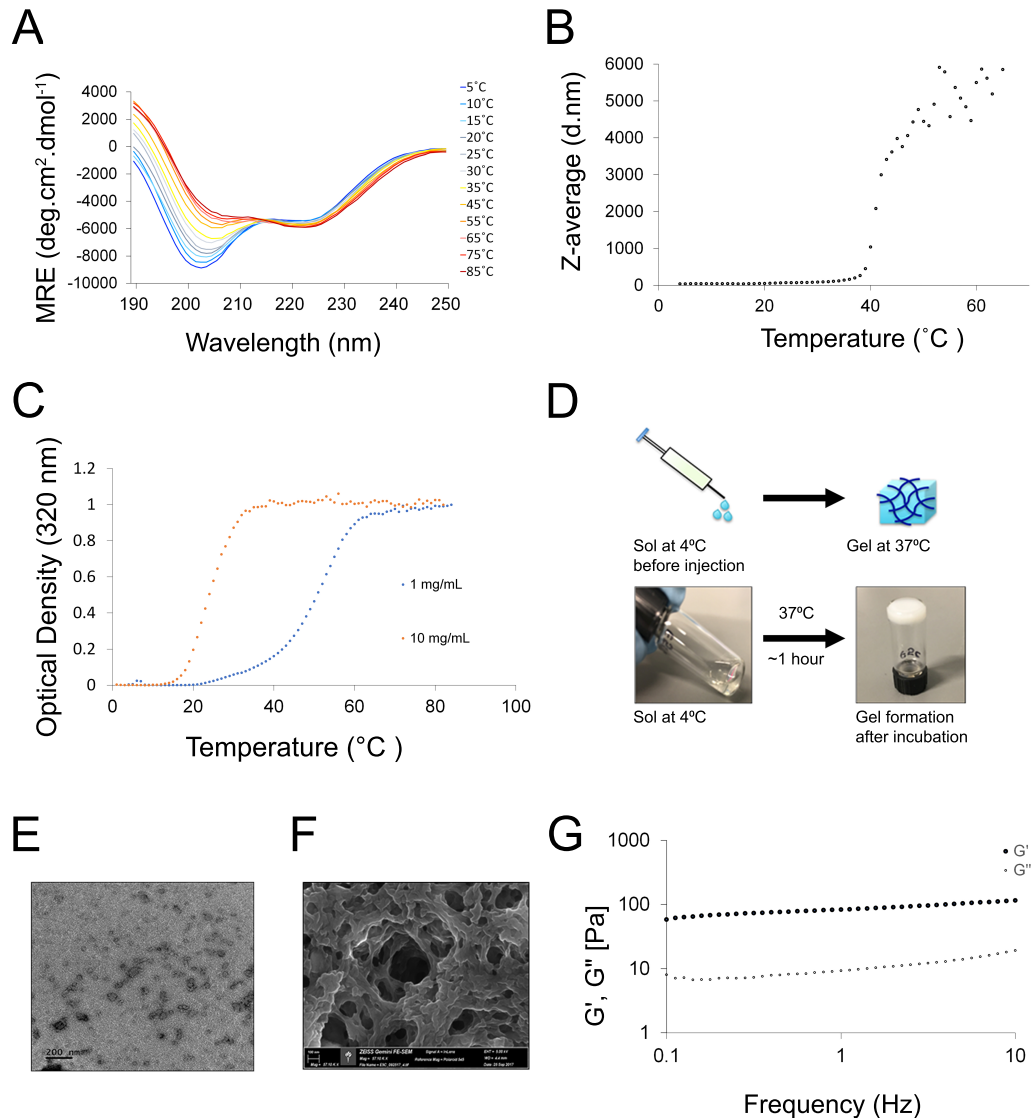 A
MRE (deg.cm².dmol⁻¹)
4000
2000
0
-2000
-4000
-6000
-8000
-10000
190 200 210 220 230 240 250
Wavelength (nm)
5˚C
10˚C
15˚C
20˚C
25˚C
30˚C
35˚C
45˚C
55˚C
65˚C
75˚C
85˚C
B
Z-average (d.nm)
6000
5000
4000
3000
2000
1000
0
0 20 40 60
Temperature (˚C )
C
Optical Density (320 nm)
1.2
1
0.8
0.6
0.4
0.2
0
0 20 40 60 80 100
Temperature (°C )
1 mg/mL
10 mg/mL
D
Sol at 4ºC
before injection
Gel at 37ºC
37ºC
~1 hour
Sol at 4ºC
Gel formation
after incubation
E
200 nm
F
100 nm
ZEISS Gemini FE-SEM
G
G', G" [Pa]
1000
100
10
1
0.1 1 10
Frequency (Hz)
G'
G"